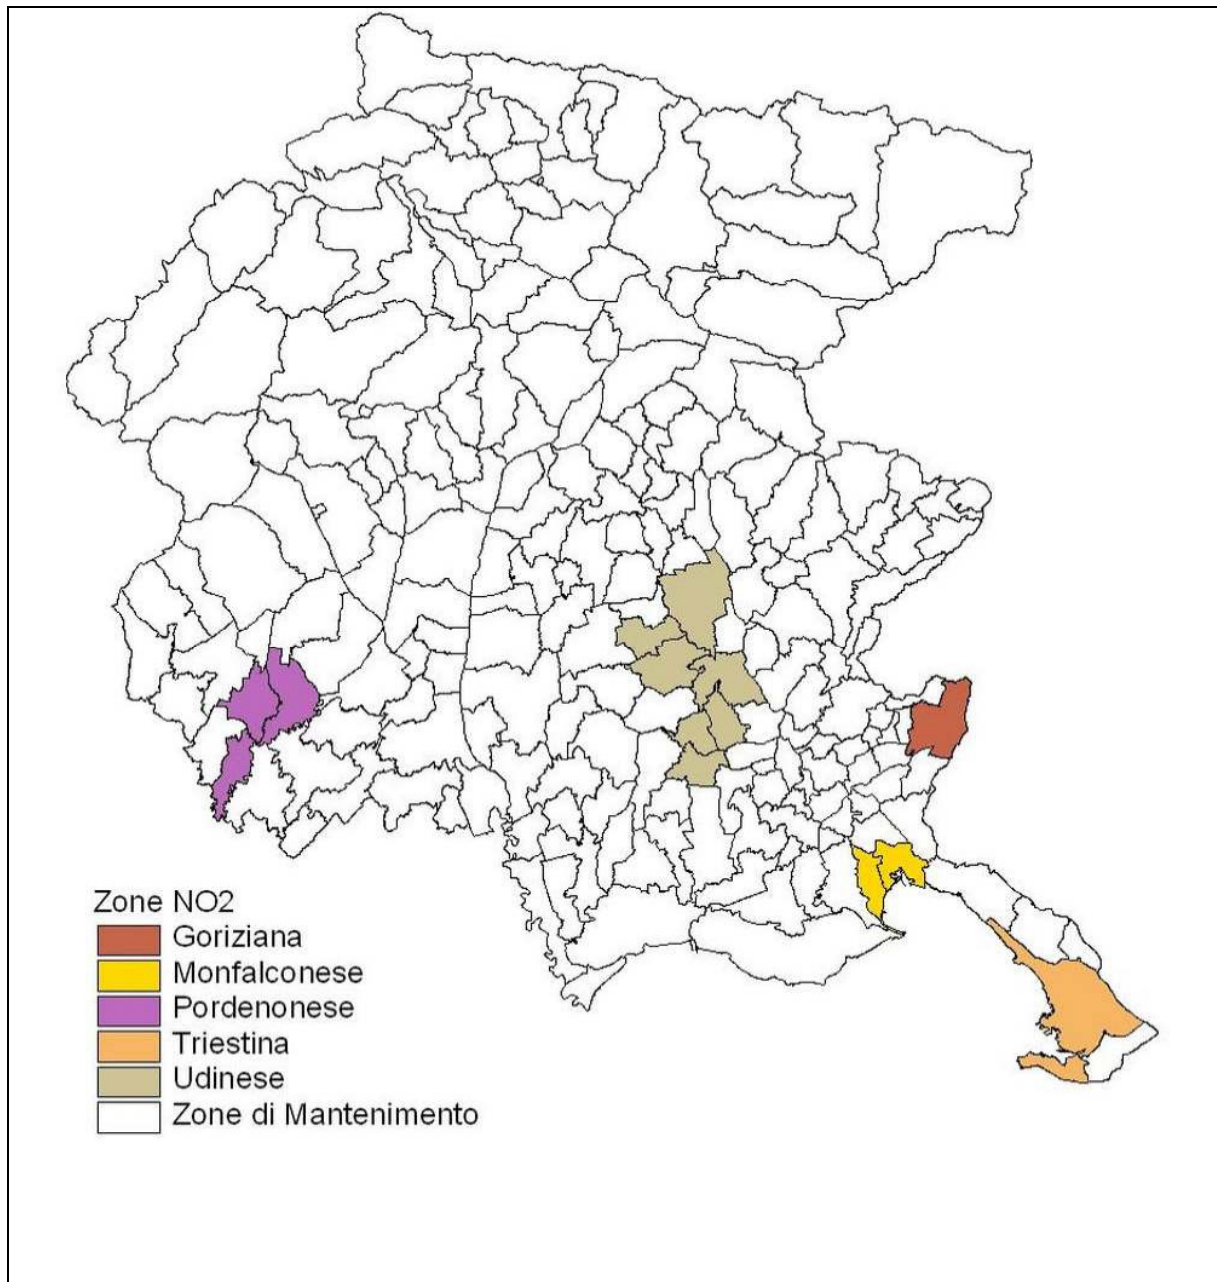 Zone NO2
Goriziana
Monfalconese
Pordenonese
Triestina
Udinese
Zone di Mantenimento